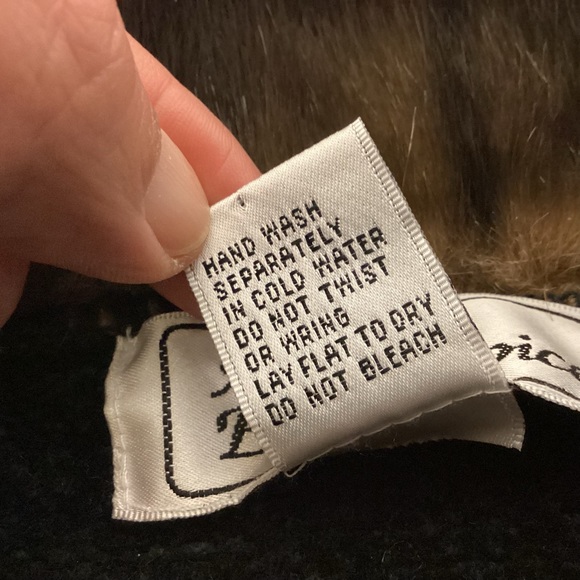 HAND WASH
SEPARATELY
IN COLD WATER
DO NOT TWIST
OR WRING
LAY FLAT TO DRY
DO NOT BLEACH